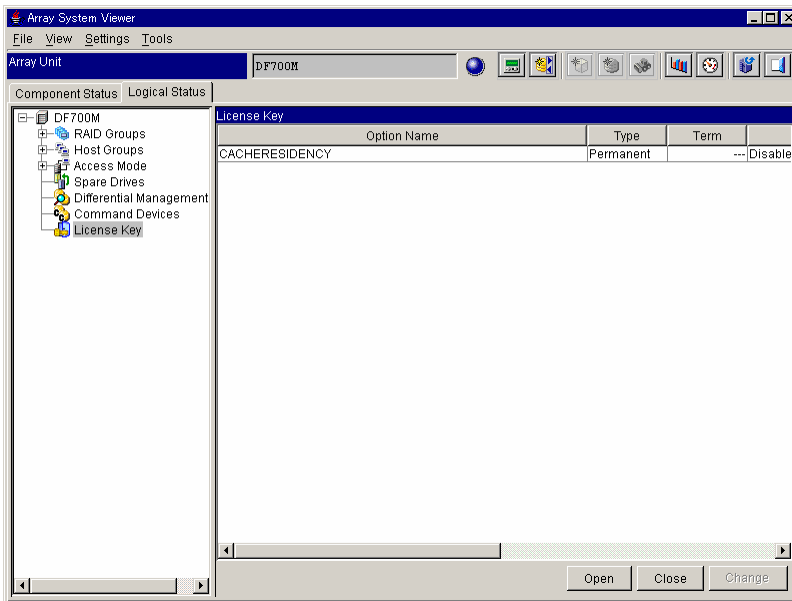 Array System Viewer
File View Settings Tools
Array Unit DF700M
Component Status Logical Status
DF700M
RAID Groups
Host Groups
Access Mode
Spare Drives
Differential Management
Command Devices
License Key
License Key
Option Name Type Term
CACHERESIDENCY Permanent --- Disable
Open Close Change